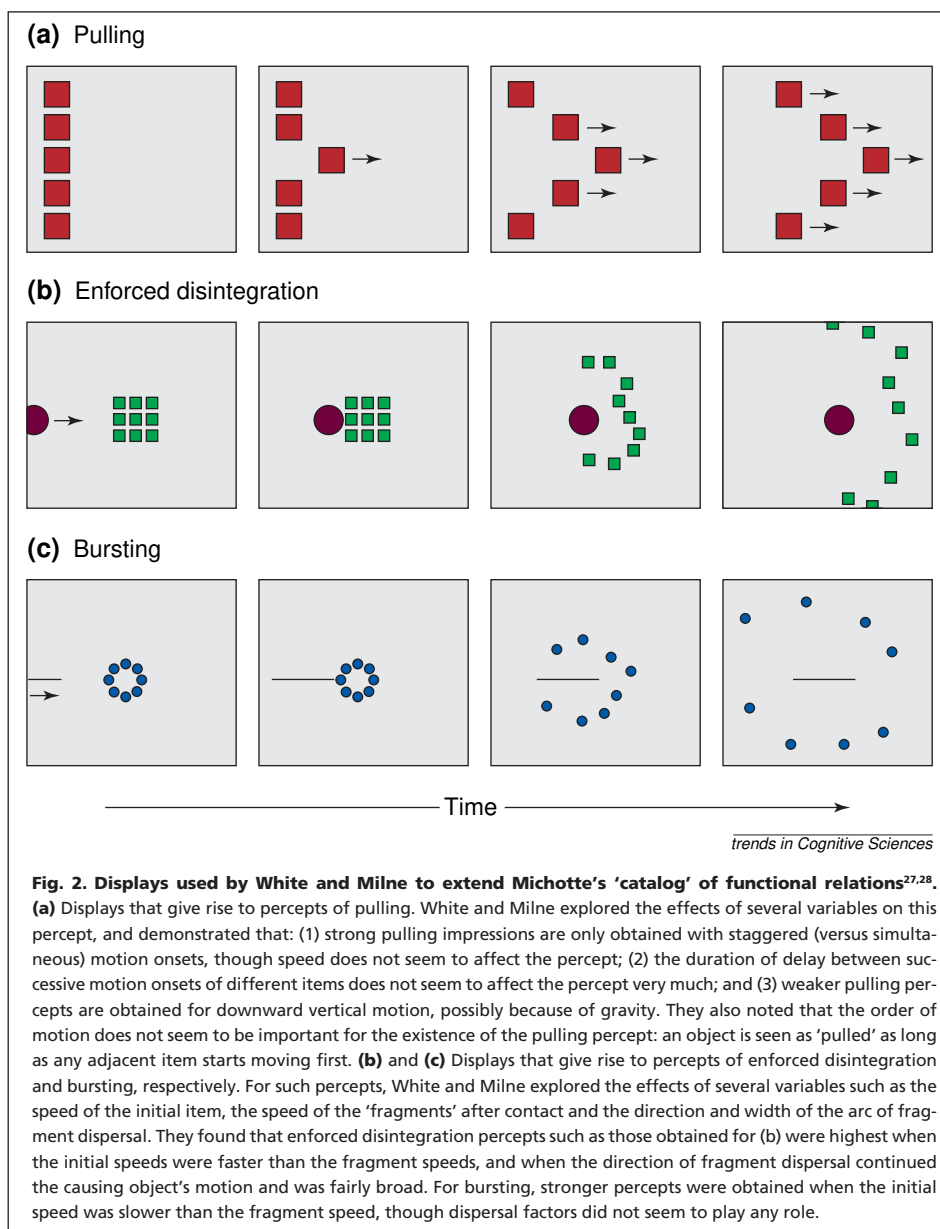 (a) Pulling
(b) Enforced disintegration
(c) Bursting
Time
trends in Cognitive Sciences
Fig. 2. Displays used by White and Milne to extend Michotte’s ‘catalog’ of functional relations27,28.
(a) Displays that give rise to percepts of pulling. White and Milne explored the effects of several variables on this
percept, and demonstrated that: (1) strong pulling impressions are only obtained with staggered (versus simulta-
neous) motion onsets, though speed does not seem to affect the percept; (2) the duration of delay between suc-
cessive motion onsets of different items does not seem to affect the percept very much; and (3) weaker pulling per-
cepts are obtained for downward vertical motion, possibly because of gravity. They also noted that the order of
motion does not seem to be important for the existence of the pulling percept: an object is seen as ‘pulled’ as long
as any adjacent item starts moving first. (b) and (c) Displays that give rise to percepts of enforced disintegration
and bursting, respectively. For such percepts, White and Milne explored the effects of several variables such as the
speed of the initial item, the speed of the ‘fragments’ after contact and the direction and width of the arc of frag-
ment dispersal. They found that enforced disintegration percepts such as those obtained for (b) were highest when
the initial speeds were faster than the fragment speeds, and when the direction of fragment dispersal continued
the causing object’s motion and was fairly broad. For bursting, stronger percepts were obtained when the initial
speed was slower than the fragment speed, though dispersal factors did not seem to play any role.